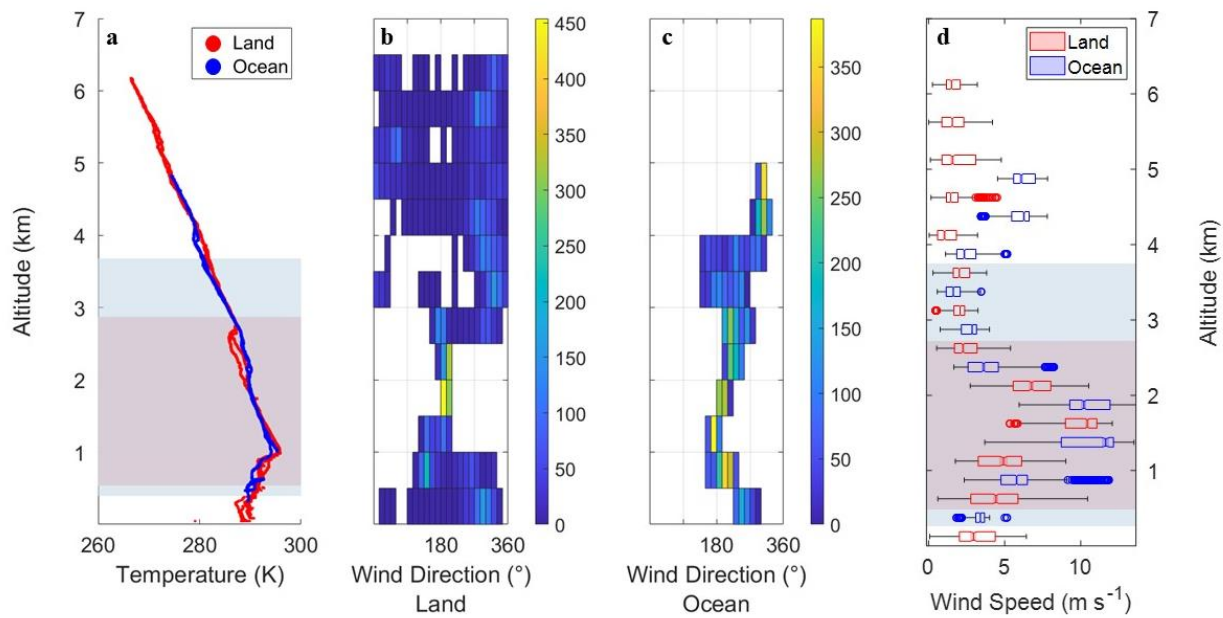 7
6
5
4
3
2
1
0
Altitude (km)
a
Land
Ocean
260
280
300
Temperature (K)
b
450
400
350
300
250
200
150
100
50
0
180
360
Wind Direction (°)
Land
c
350
300
250
200
150
100
50
0
180
360
Wind Direction (°)
Ocean
d
Land
Ocean
7
6
5
4
3
2
1
Altitude (km)
0
5
10
Wind Speed (m s⁻¹)